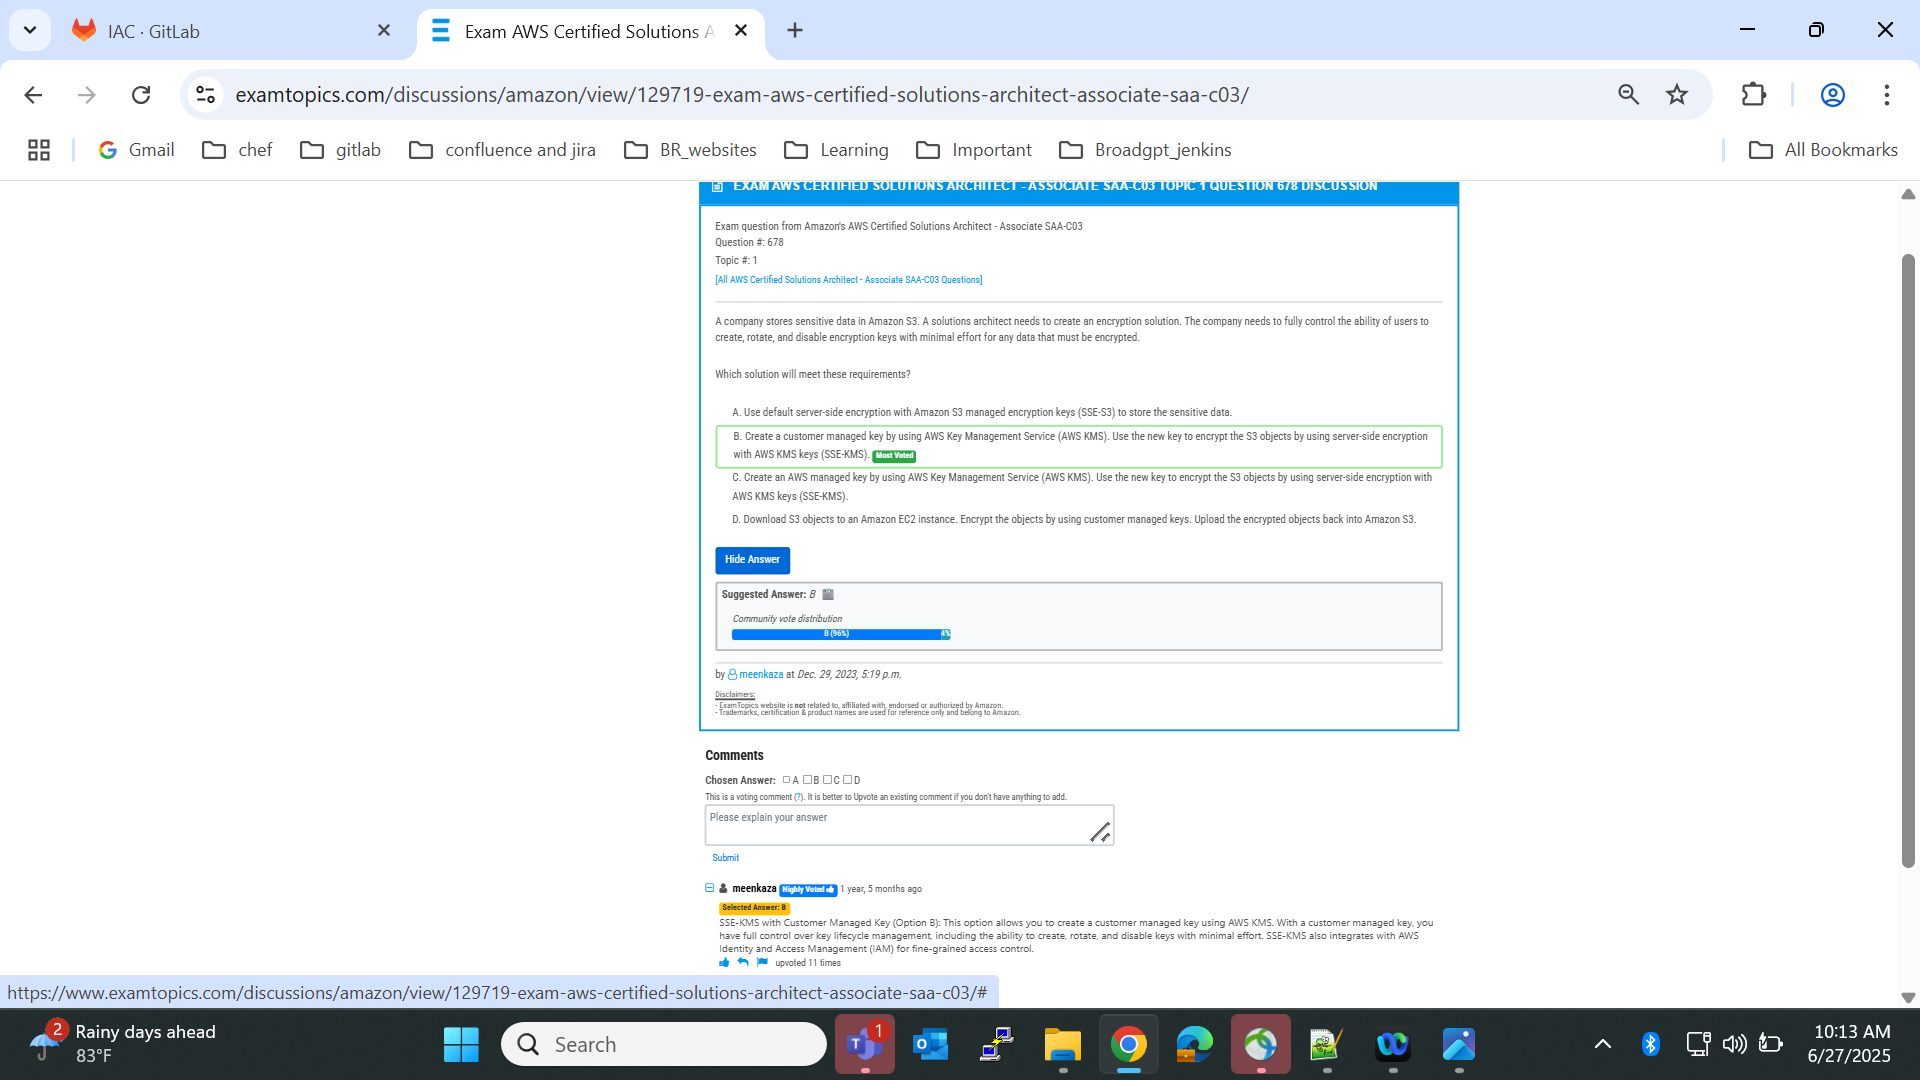 IAC · GitLab
Exam AWS Certified Solutions A
examtopics.com/discussions/amazon/view/129719-exam-aws-certified-solutions-architect-associate-saa-c03/
Gmail
chef
gitlab
confluence and jira
BR_websites
Learning
Important
Broadgpt_jenkins
All Bookmarks
EXAM AWS CERTIFIED SOLUTIONS ARCHITECT - ASSOCIATE SAA-C03 TOPIC 1 QUESTION 678 DISCUSSION
Exam question from Amazon's AWS Certified Solutions Architect - Associate SAA-C03
Question #: 678
Topic #: 1
[All AWS Certified Solutions Architect - Associate SAA-C03 Questions]
A company stores sensitive data in Amazon S3. A solutions architect needs to create an encryption solution. The company needs to fully control the ability of users to
create, rotate, and disable encryption keys with minimal effort for any data that must be encrypted.
Which solution will meet these requirements?
A. Use default server-side encryption with Amazon S3 managed encryption keys (SSE-S3) to store the sensitive data.
B. Create a customer managed key by using AWS Key Management Service (AWS KMS). Use the new key to encrypt the S3 objects by using server-side encryption
with AWS KMS keys (SSE-KMS). Most Voted
C. Create an AWS managed key by using AWS Key Management Service (AWS KMS). Use the new key to encrypt the S3 objects by using server-side encryption with
AWS KMS keys (SSE-KMS).
D. Download S3 objects to an Amazon EC2 instance. Encrypt the objects by using customer managed keys. Upload the encrypted objects back into Amazon S3.
Hide Answer
Suggested Answer: B
Community vote distribution
B (96%) 4%
by meenkaza at Dec. 29, 2023, 5:19 p.m.
Disclaimers:
- ExamTopics website is not related to, affiliated with, endorsed or authorized by Amazon.
- Trademarks, certification & product names are used for reference only and belong to Amazon.
Comments
Chosen Answer: A B C D
This is a voting comment (?). It is better to Upvote an existing comment if you don't have anything to add.
Please explain your answer
Submit
meenkaza Highly Voted 1 year, 5 months ago
Selected Answer: B
SSE-KMS with Customer Managed Key (Option B): This option allows you to create a customer managed key using AWS KMS. With a customer managed key, you
have full control over key lifecycle management, including the ability to create, rotate, and disable keys with minimal effort. SSE-KMS also integrates with AWS
Identity and Access Management (IAM) for fine-grained access control.
upvoted 11 times
https://www.examtopics.com/discussions/amazon/view/129719-exam-aws-certified-solutions-architect-associate-saa-c03/#
2
Rainy days ahead
83°F
Search
1
10:13 AM
6/27/2025